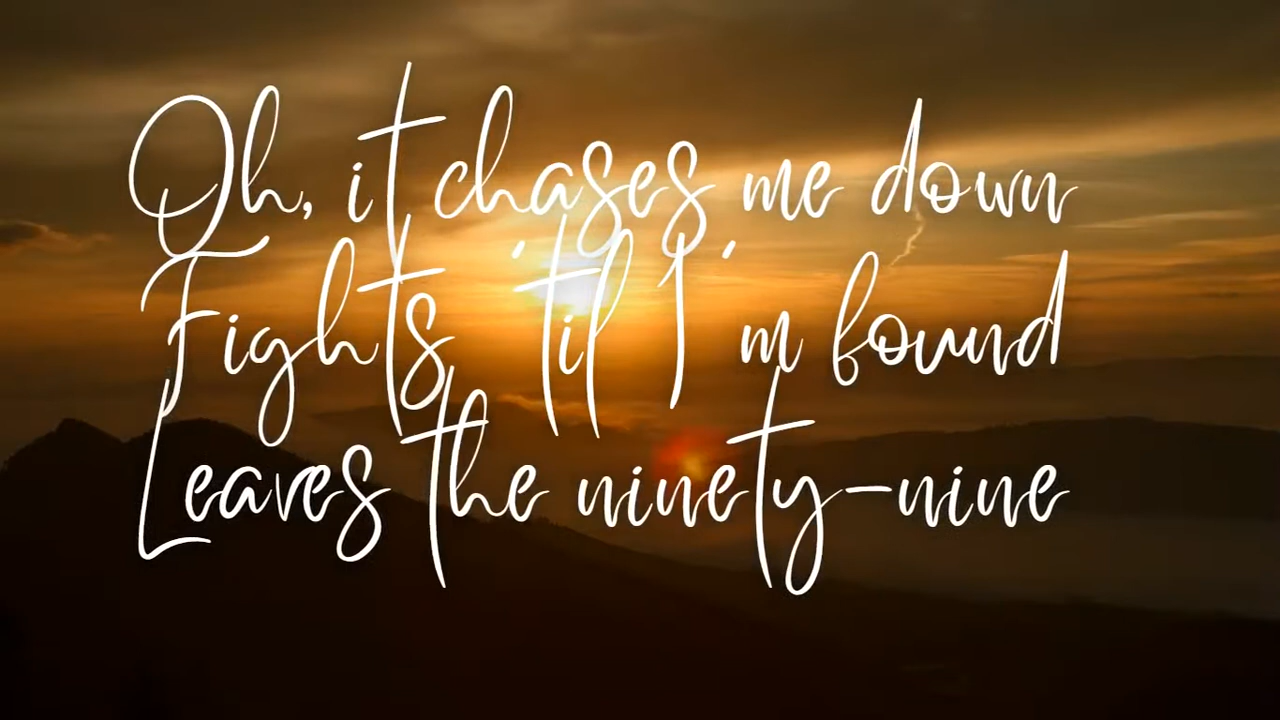 Oh, it chases me down
Fights 'til I'm found
Leaves the ninety-nine